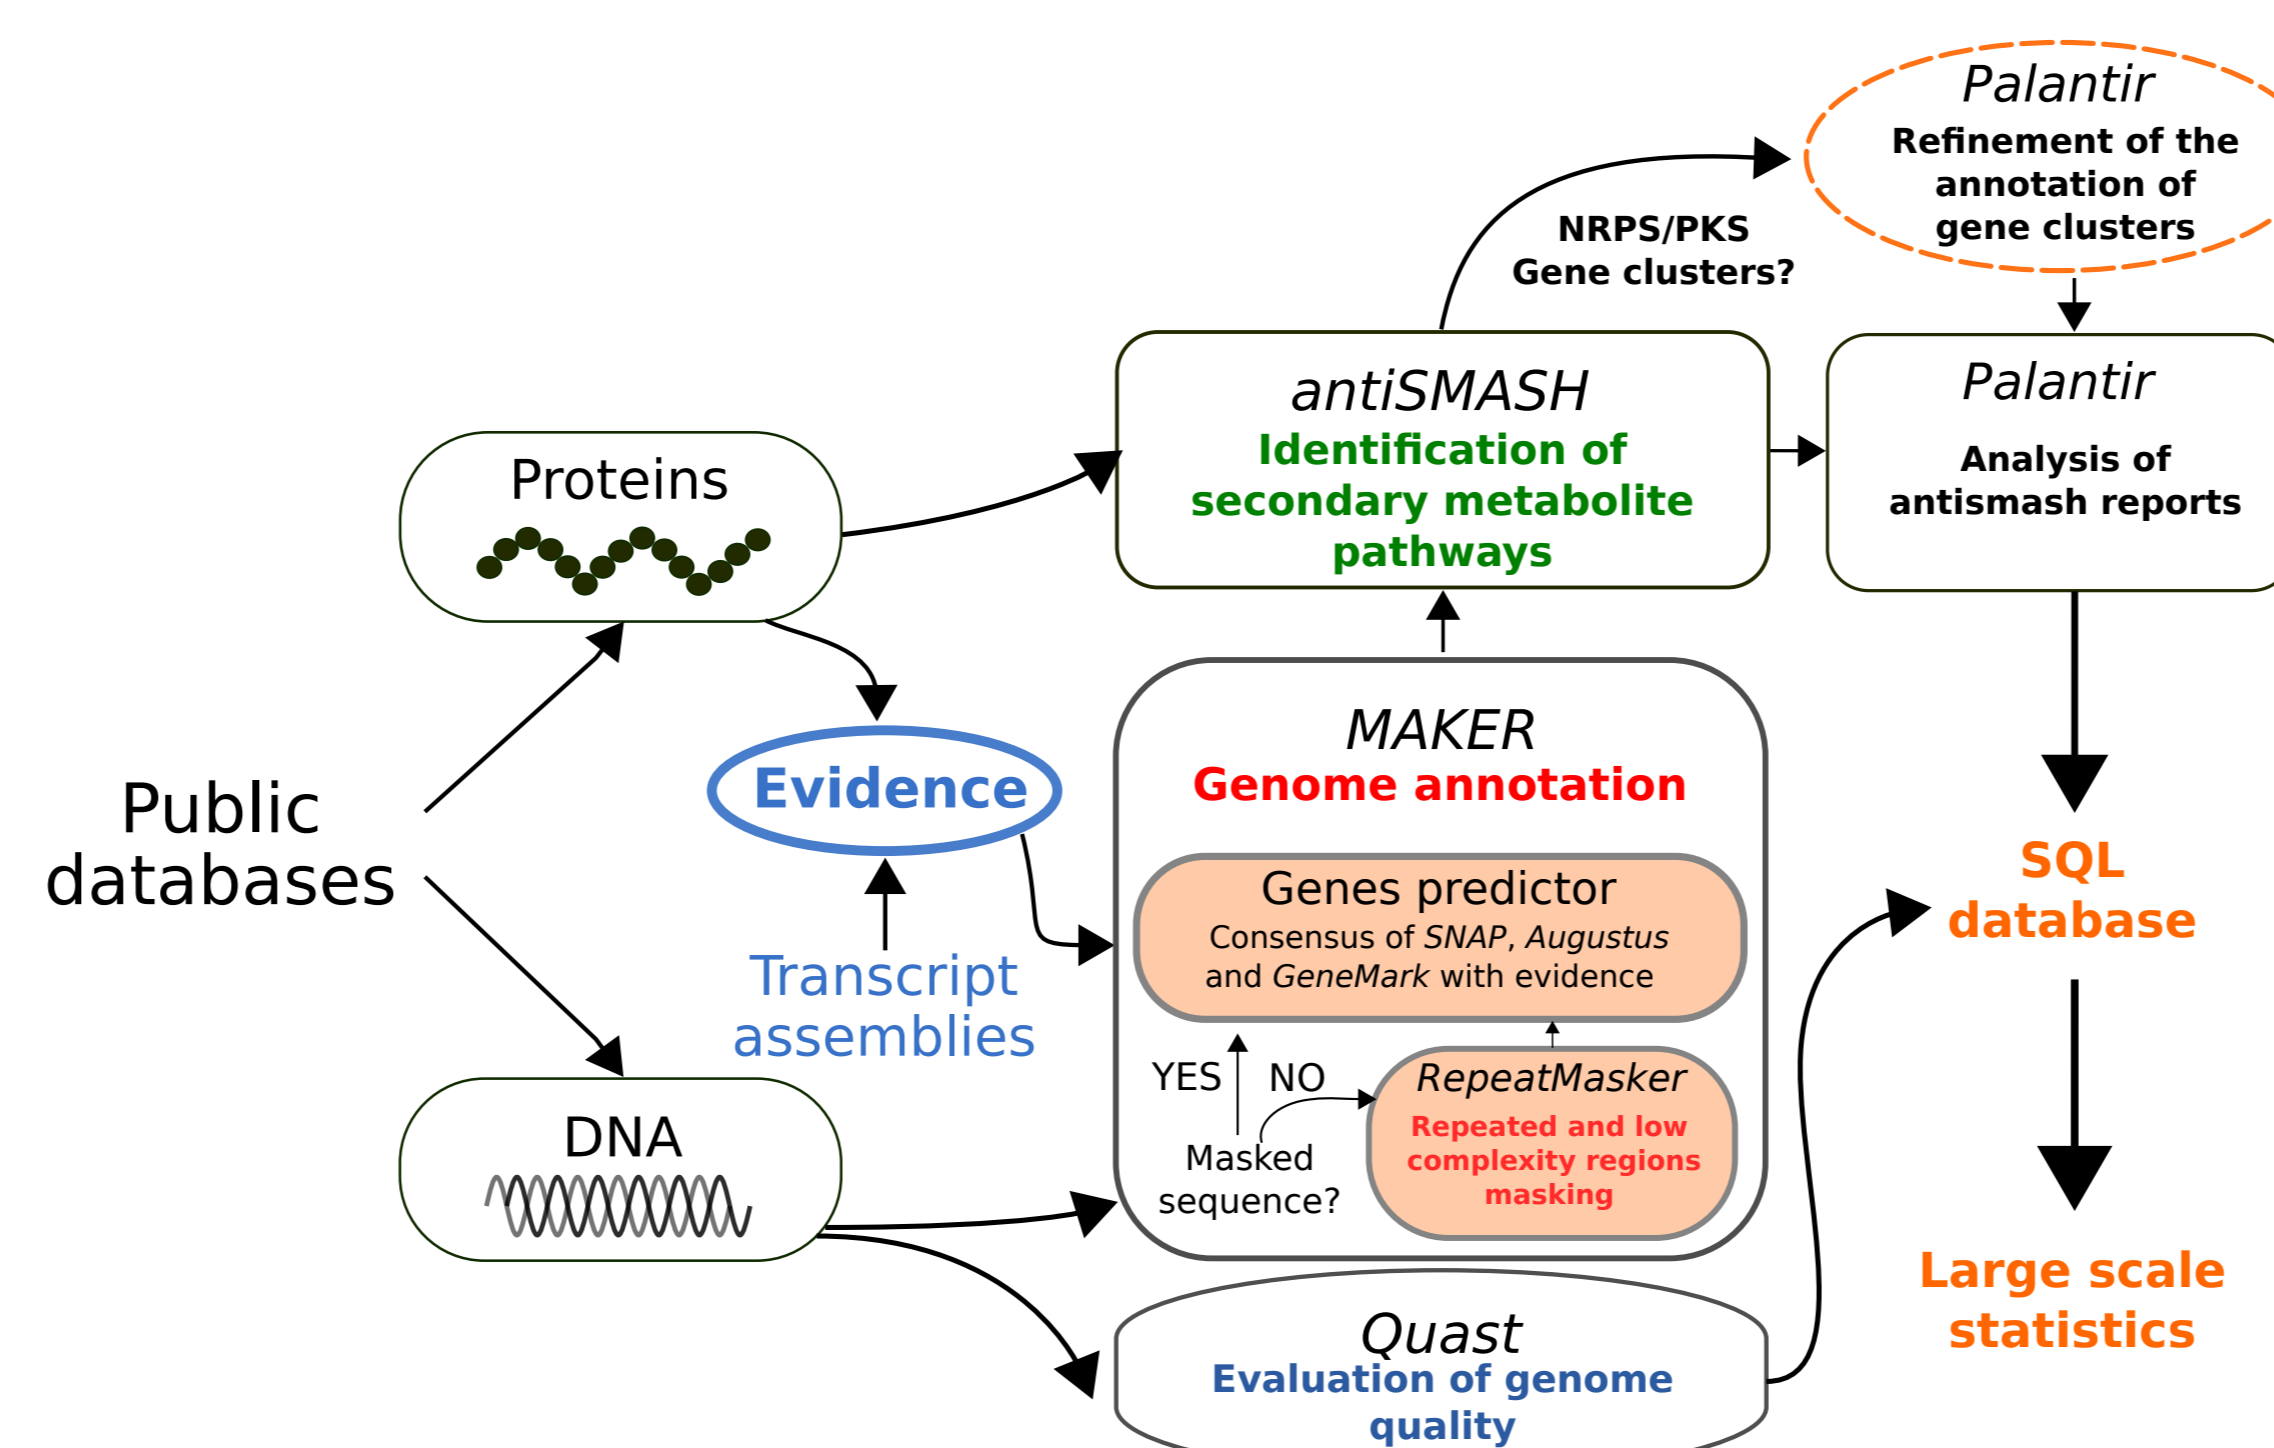 Palantir
Refinement of the
annotation of
gene clusters
NRPS/PKS
Gene clusters?
antiSMASH
Identification of
secondary metabolite
pathways
Palantir
Analysis of
antismash reports
Proteins
Public
databases
Evidence
Transcript
assemblies
DNA
MAKER
Genome annotation
Genes predictor
Consensus of SNAP, Augustus
and GeneMark with evidence
YES
NO
Masked
sequence?
RepeatMasker
Repeated and low
complexity regions
masking
Quast
Evaluation of genome
quality
SQL
database
Large scale
statistics